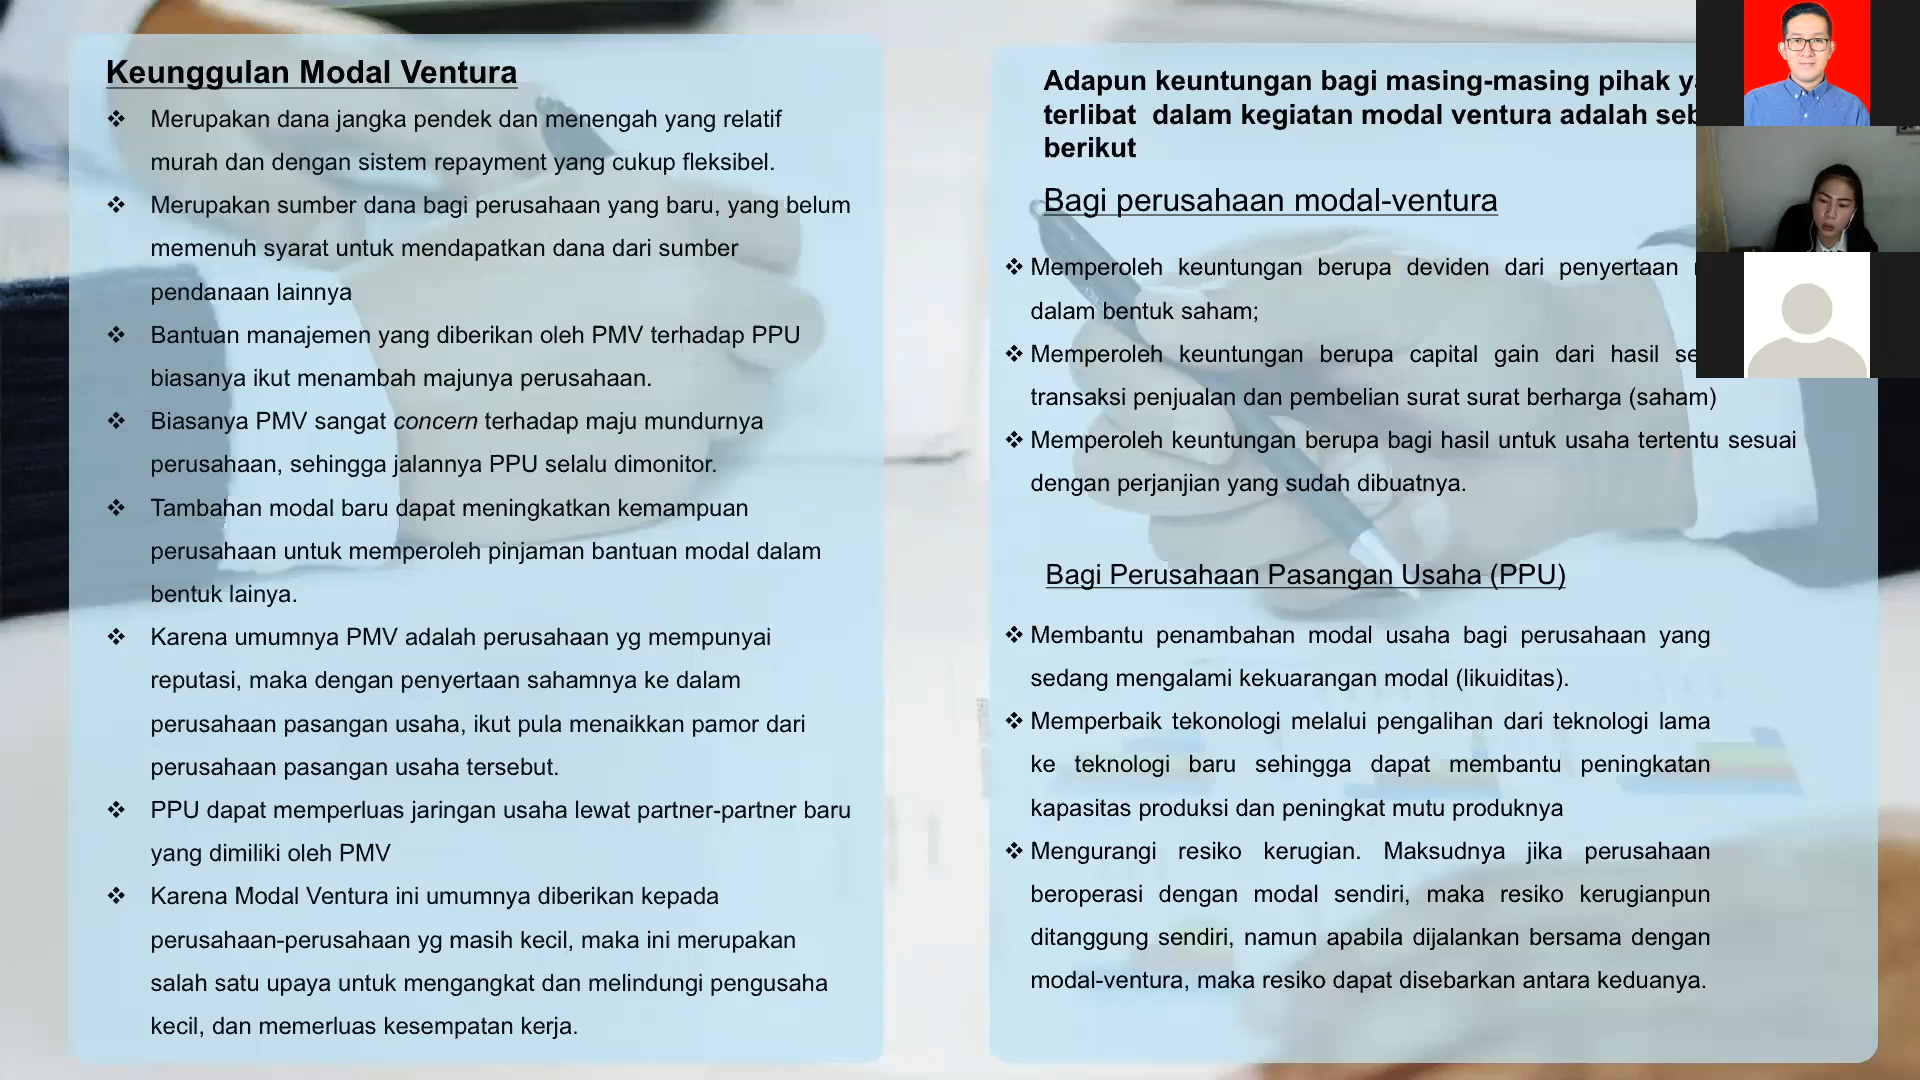 Keunggulan Modal Ventura
❖ Merupakan dana jangka pendek dan menengah yang relatif
murah dan dengan sistem repayment yang cukup fleksibel.
❖ Merupakan sumber dana bagi perusahaan yang baru, yang belum
memenuh syarat untuk mendapatkan dana dari sumber
pendanaan lainnya
❖ Bantuan manajemen yang diberikan oleh PMV terhadap PPU
biasanya ikut menambah majunya perusahaan.
❖ Biasanya PMV sangat concern terhadap maju mundurnya
perusahaan, sehingga jalannya PPU selalu dimonitor.
❖ Tambahan modal baru dapat meningkatkan kemampuan
perusahaan untuk memperoleh pinjaman bantuan modal dalam
bentuk lainya.
❖ Karena umumnya PMV adalah perusahaan yg mempunyai
reputasi, maka dengan penyertaan sahamnya ke dalam
perusahaan pasangan usaha, ikut pula menaikkan pamor dari
perusahaan pasangan usaha tersebut.
❖ PPU dapat memperluas jaringan usaha lewat partner-partner baru
yang dimiliki oleh PMV
❖ Karena Modal Ventura ini umumnya diberikan kepada
perusahaan-perusahaan yg masih kecil, maka ini merupakan
salah satu upaya untuk mengangkat dan melindungi pengusaha
kecil, dan memerluas kesempatan kerja.
Adapun keuntungan bagi masing-masing pihak
terlibat dalam kegiatan modal ventura adalah
berikut
Bagi perusahaan modal-ventura
❖ Memperoleh keuntungan berupa deviden dari penyertaan
dalam bentuk saham;
❖ Memperoleh keuntungan berupa capital gain dari hasil
transaksi penjualan dan pembelian surat surat berharga (saham)
❖ Memperoleh keuntungan berupa bagi hasil untuk usaha tertentu sesuai
dengan perjanjian yang sudah dibuatnya.
Bagi Perusahaan Pasangan Usaha (PPU)
❖ Membantu penambahan modal usaha bagi perusahaan yang
sedang mengalami kekuarangan modal (likuiditas).
❖ Memperbaik tekonologi melalui pengalihan dari teknologi lama
ke teknologi baru sehingga dapat membantu peningkatan
kapasitas produksi dan peningkat mutu produknya
❖ Mengurangi resiko kerugian. Maksudnya jika perusahaan
beroperasi dengan modal sendiri, maka resiko kerugianpun
ditanggung sendiri, namun apabila dijalankan bersama dengan
modal-ventura, maka resiko dapat disebarkan antara keduanya.